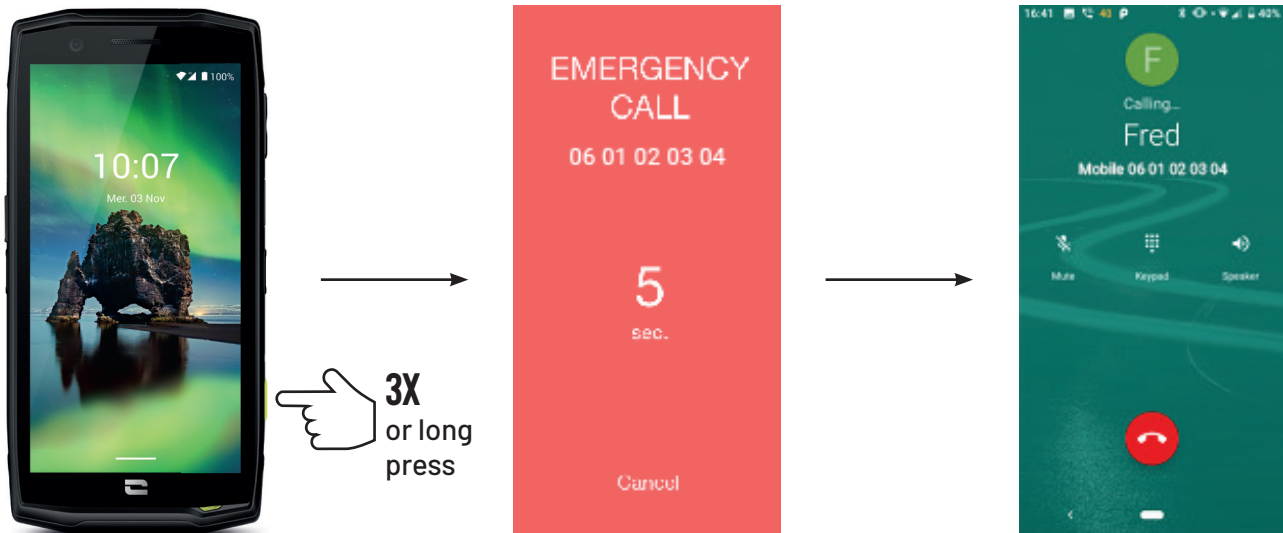 100%
10:07
Mer. 03 Nov
3X
or long
press
EMERGENCY
CALL
06 01 02 03 04
5
sec.
Cancel
16:41 40 P 40%
F
Calling...
Fred
Mobile 06 01 02 03 04
Mute Keypad Speaker